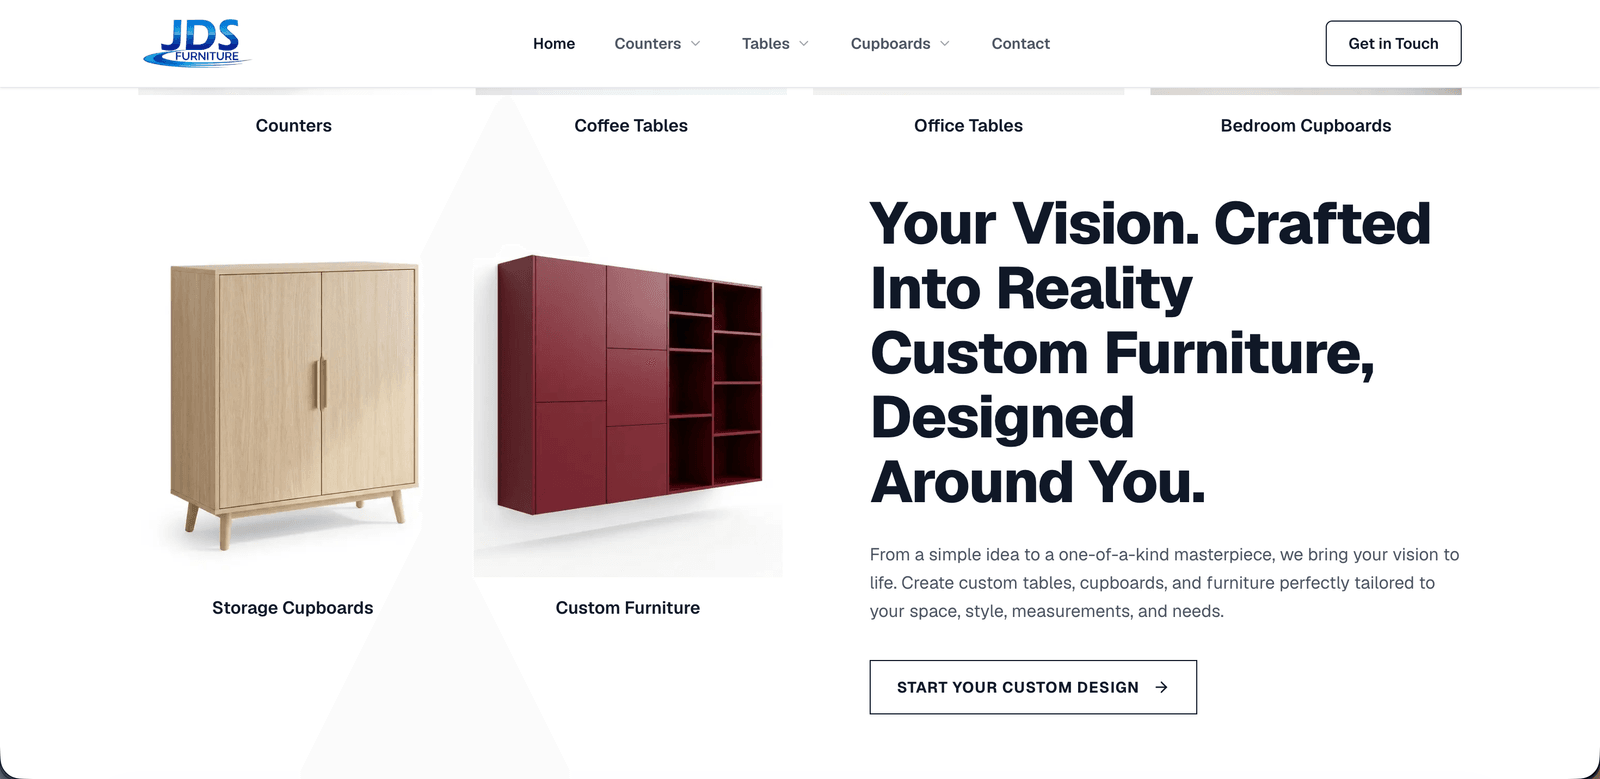 JDS
FURNITURE
Home
Counters
Tables
Cupboards
Contact
Get in Touch
Counters
Coffee Tables
Office Tables
Bedroom Cupboards
Storage Cupboards
Custom Furniture
Your Vision. Crafted
Into Reality
Custom Furniture,
Designed
Around You.
From a simple idea to a one-of-a-kind masterpiece, we bring your vision to
life. Create custom tables, cupboards, and furniture perfectly tailored to
your space, style, measurements, and needs.
START YOUR CUSTOM DESIGN →